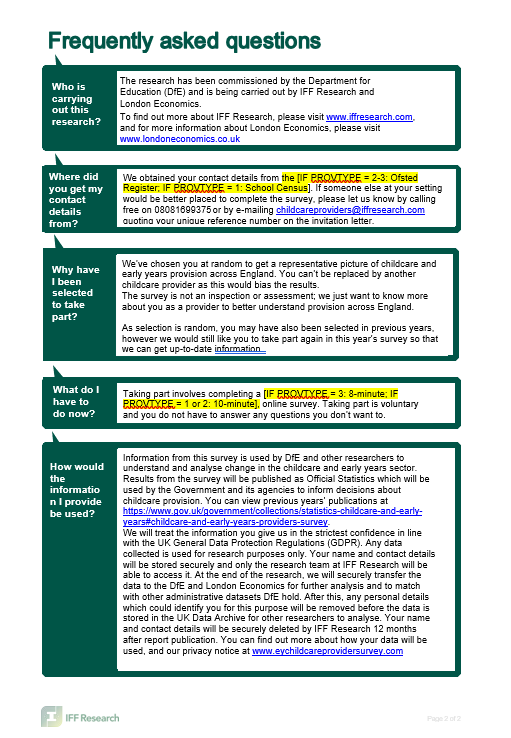 Frequently asked questions
Who is
carrying
out this
research?
The research has been commissioned by the Department for
Education (DfE) and is being carried out by IFF Research and
London Economics.
To find out more about IFF Research, please visit www.iffresearch.com,
and for more information about London Economics, please visit
www.londoneconomics.co.uk
Where did
you get my
contact
details
from?
We obtained your contact details from the [IF PROVTYPE = 2-3: Ofsted
Register; IF PROVTYPE = 1: School Census]. If someone else at your setting
would be better placed to complete the survey, please let us know by calling
free on 08081699375 or by e-mailing childcareproviders@iffresearch.com
quoting your unique reference number on the invitation letter.
Why have
I been
selected
to take
part?
We've chosen you at random to get a representative picture of childcare and
early years provision across England. You can't be replaced by another
childcare provider as this would bias the results.
The survey is not an inspection or assessment; we just want to know more
about you as a provider to better understand provision across England.
As selection is random, you may have also been selected in previous years,
however we would still like you to take part again in this year's survey so that
we can get up-to-date information..
What do I
have to
do now?
Taking part involves completing a [IF PROVTYPE = 3: 8-minute; IF
PROVTYPE = 1 or 2: 10-minute], online survey. Taking part is voluntary
and you do not have to answer any questions you don't want to.
How would
the
informatio
n I provide
be used?
Information from this survey is used by DfE and other researchers to
understand and analyse change in the childcare and early years sector.
Results from the survey will be published as Official Statistics which will be
used by the Government and its agencies to inform decisions about
childcare provision. You can view previous years' publications at
https://www.gov.uk/government/collections/statistics-childcare-and-early-
years#childcare-and-early-years-providers-survey.
We will treat the information you give us in the strictest confidence in line
with the UK General Data Protection Regulations (GDPR). Any data
collected is used for research purposes only. Your name and contact details
will be stored securely and only the research team at IFF Research will be
able to access it. At the end of the research, we will securely transfer the
data to the DfE and London Economics for further analysis and to match
with other administrative datasets DfE hold. After this, any personal details
which could identify you for this purpose will be removed before the data is
stored in the UK Data Archive for other researchers to analyse. Your name
and contact details will be securely deleted by IFF Research 12 months
after report publication. You can find out more about how your data will be
used, and our privacy notice at www.eychildcareprovidersurvey.com
IFF Research
Page 2 of 2